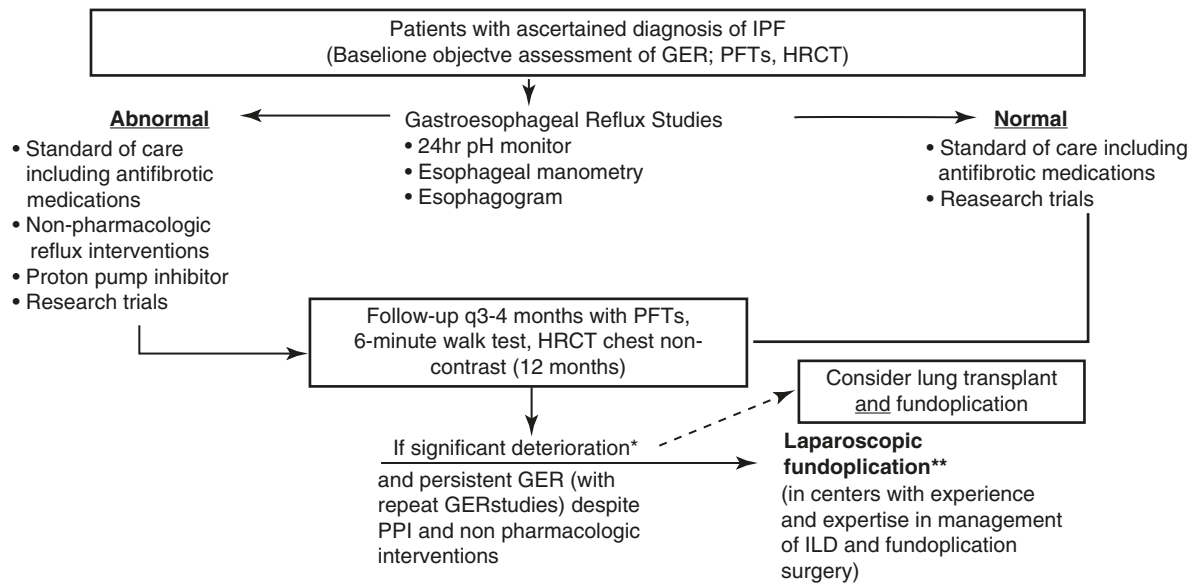 Patients with ascertained diagnosis of IPF
(Baselione objectve assessment of GER; PFTs, HRCT)
Abnormal
• Standard of care
including antifibrotic
medications
• Non-pharmacologic
reflux interventions
• Proton pump inhibitor
• Research trials
Gastroesophageal Reflux Studies
• 24hr pH monitor
• Esophageal manometry
• Esophagogram
Normal
• Standard of care including
antifibrotic medications
• Reasearch trials
Follow-up q3-4 months with PFTs,
6-minute walk test, HRCT chest non-
contrast (12 months)
Consider lung transplant
and fundoplication
If significant deterioration*
and persistent GER (with
repeat GERstudies) despite
PPI and non pharmacologic
interventions
Laparoscopic
fundoplication**
(in centers with experience
and expertise in management
of ILD and fundoplication
surgery)